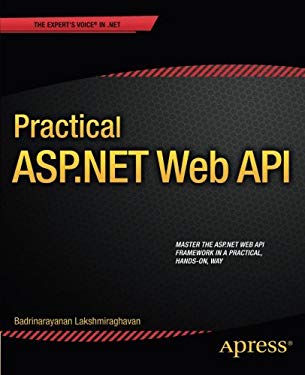 THE EXPERT'S VOICE® IN .NET
Practical
ASP.NET Web API
MASTER THE ASP.NET WEB API
FRAMEWORK IN A PRACTICAL,
HANDS-ON, WAY
Badrinarayanan Lakshmiraghavan
Apress®